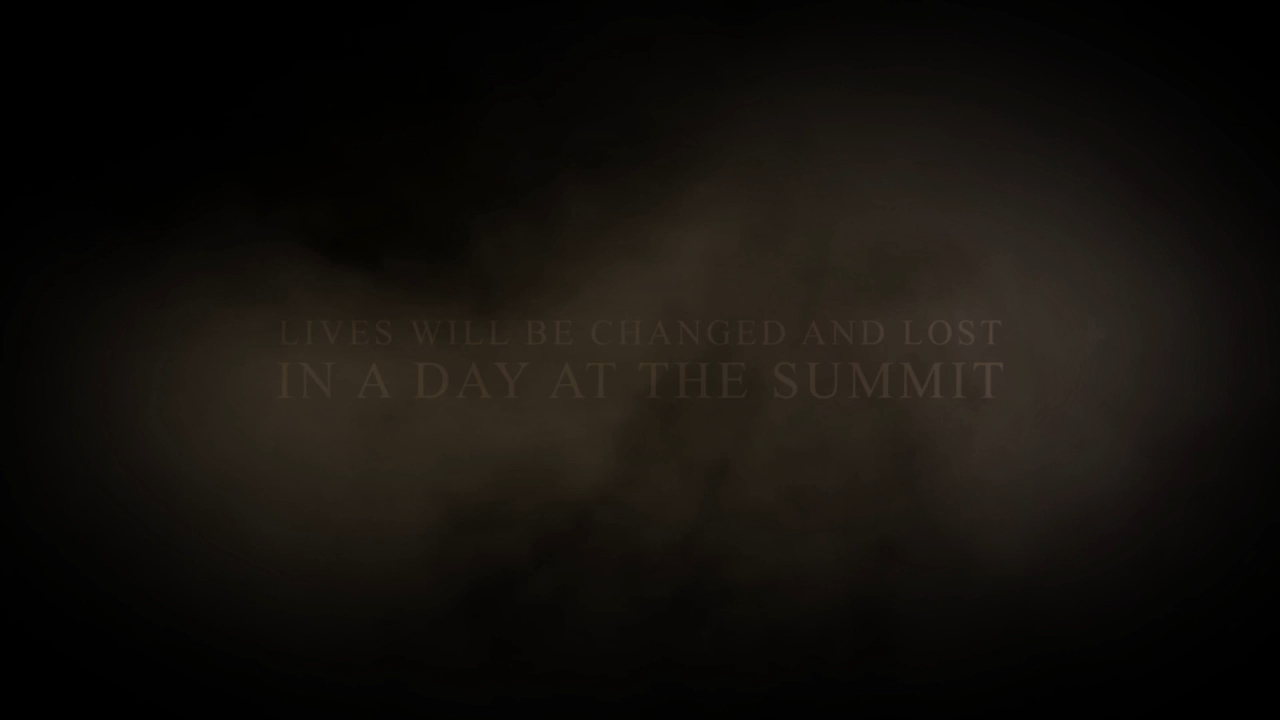 LIVES WILL BE CHANGED AND LOST
IN A DAY AT THE SUMMIT